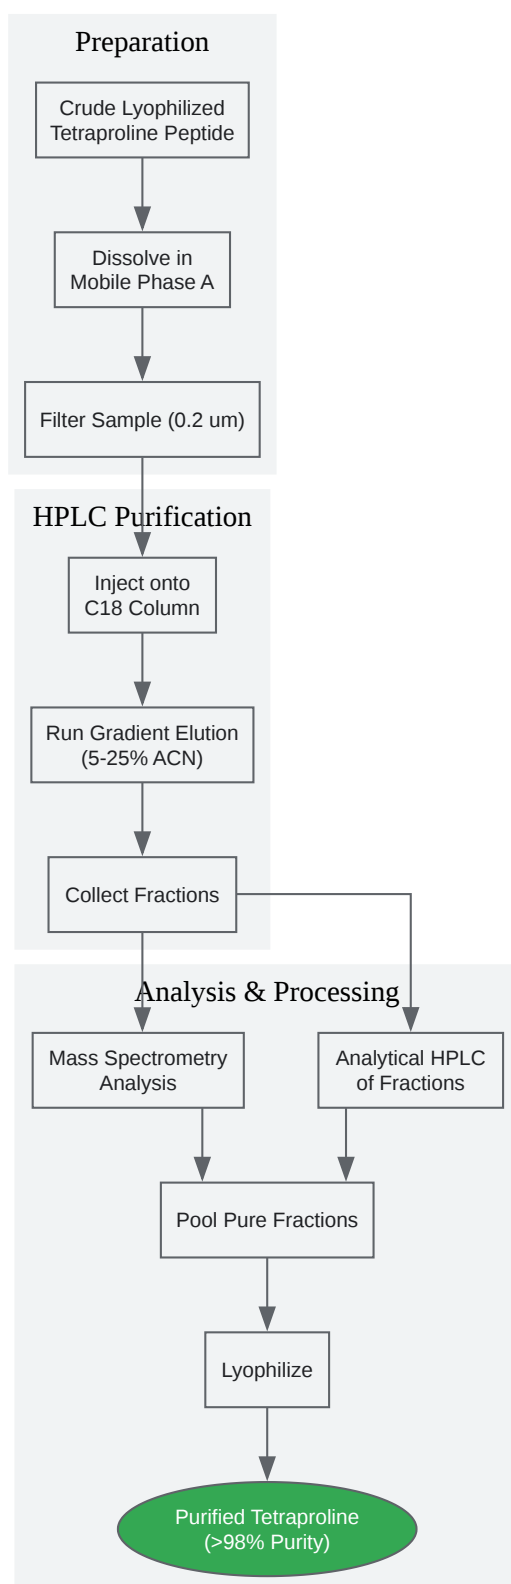 Preparation
Crude Lyophilized
Tetraproline Peptide
Dissolve in
Mobile Phase A
Filter Sample (0.2 um)
HPLC Purification
Inject onto
C18 Column
Run Gradient Elution
(5-25% ACN)
Collect Fractions
Analysis & Processing
Mass Spectrometry
Analysis
Analytical HPLC
of Fractions
Pool Pure Fractions
Lyophilize
Purified Tetraproline
(>98% Purity)